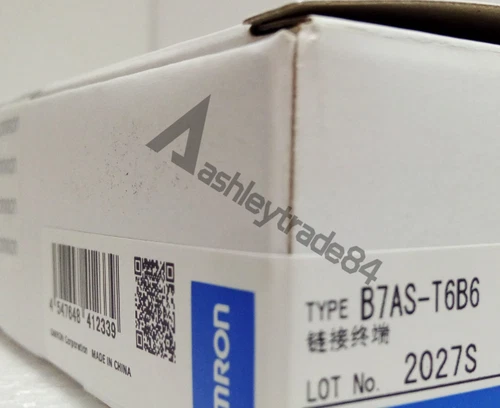 ashleytrade84
4 547648 412339
OMRON Corporation MADE IN CHINA
OMRON
TYPE B7AS-T6B6
链接终端
LOT No. 2027S